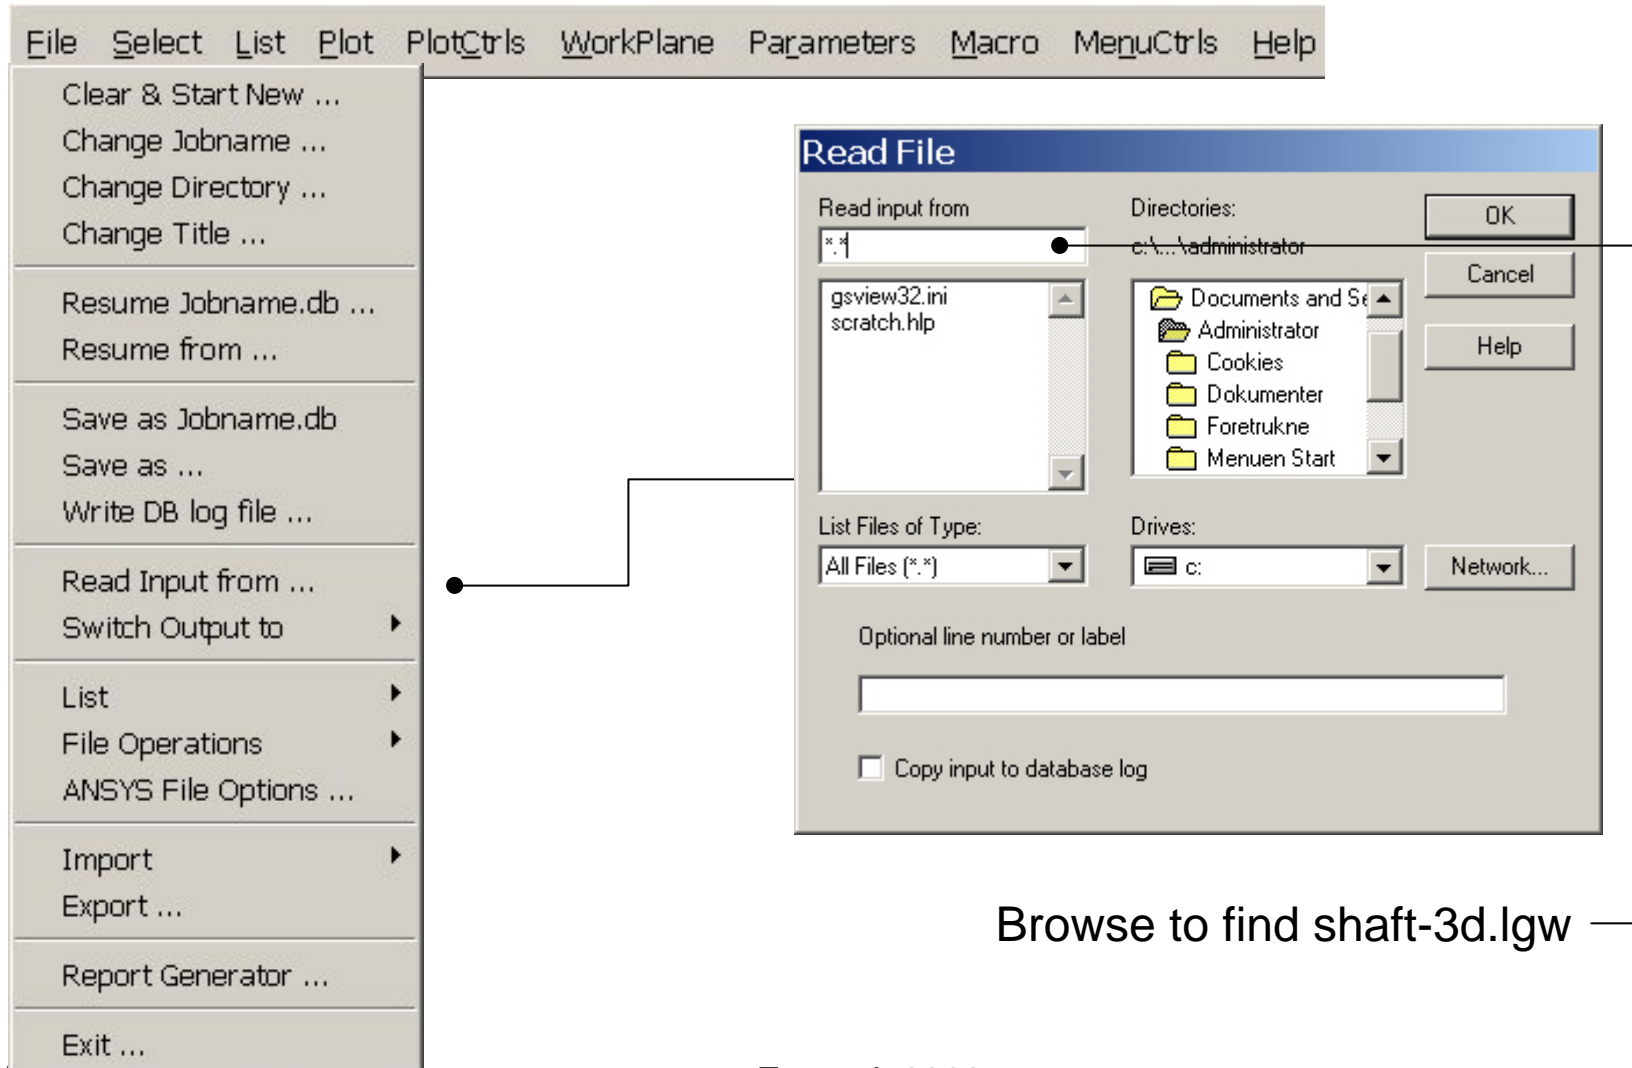 File Select List Plot PlotCtrls WorkPlane Parameters Macro MenuCtrls Help
Clear & Start New ...
Change Jobname ...
Change Directory ...
Change Title ...
Resume Jobname.db ...
Resume from ...
Save as Jobname.db
Save as ...
Write DB log file ...
Read Input from ...
Switch Output to
List
File Operations
ANSYS File Options ...
Import
Export ...
Report Generator ...
Exit ...
Read File
Read input from
*.*
gsview32.ini
scratch.hlp
List Files of Type:
All Files (*.*)
Directories:
c:\...\administrator
Documents and Se
Administrator
Cookies
Dokumenter
Foretrukne
Menuen Start
Drives:
c:
OK
Cancel
Help
Network...
Optional line number or label
Copy input to database log
Browse to find shaft-3d.lgw